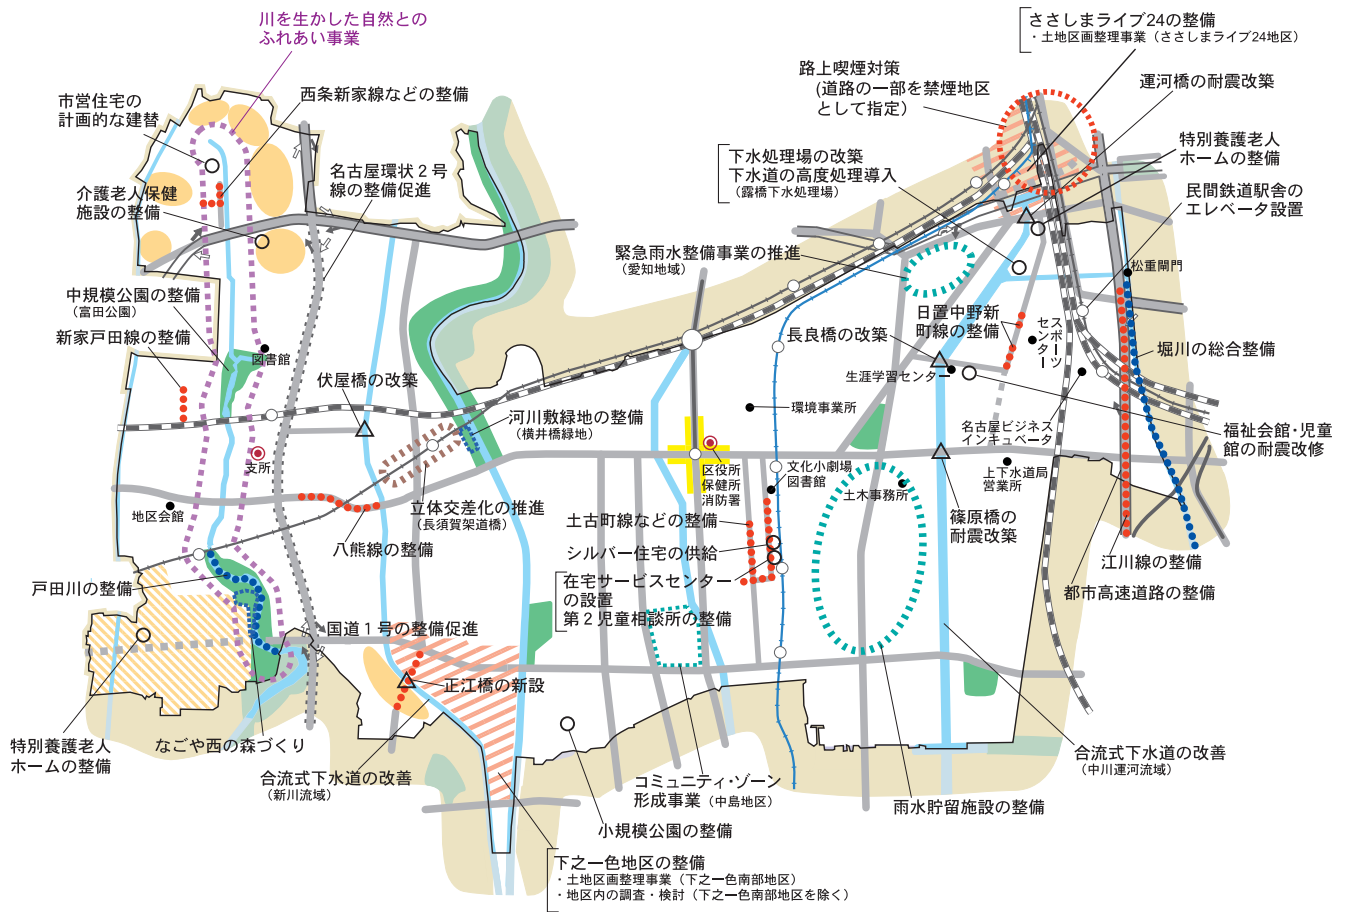 川を生かした自然との
ふれあい事業
ささしまライブ24の整備
・土地区画整理事業（ささしまライブ24地区）
路上喫煙対策
(道路の一部を禁煙地区
として指定）
運河橋の耐震改築
市営住宅の
計画的な建替
西条新家線などの整備
特別養護老人
ホームの整備
下水処理場の改築
下水道の高度処理導入
（露橋下水処理場）
名古屋環状２号
線の整備促進
介護老人保健
施設の整備
民間鉄道駅舎の
エレベータ設置
緊急雨水整備事業の推進
（愛知地域）
松重閘門
中規模公園の整備
（富田公園）
新家戸田線の整備
図書館
日置中野新
町線の整備
スポーツ
センター
長良橋の改築
生涯学習センター
堀川の総合整備
伏屋橋の改築
河川敷緑地の整備
（横井橋緑地）
環境事業所
名古屋ビジネス
インキュベータ
福祉会館･児童
館の耐震改修
支所
区役所
保健所
消防署
文化小劇場
図書館
土木事務所
上下水道局
営業所
地区会館
立体交差化の推進
（長須賀架道橋）
八熊線の整備
土古町線などの整備
篠原橋の
耐震改築
シルバー住宅の供給
江川線の整備
戸田川の整備
在宅サービスセンター
の設置
第２児童相談所の整備
都市高速道路の整備
国道１号の整備促進
正江橋の新設
特別養護老人
ホームの整備
なごや西の森づくり
合流式下水道の改善
（新川流域）
コミュニティ･ゾーン
形成事業（中島地区）
合流式下水道の改善
（中川運河流域）
雨水貯留施設の整備
小規模公園の整備
下之一色地区の整備
・土地区画整理事業（下之一色南部地区）
・地区内の調査・検討（下之一色南部地区を除く）